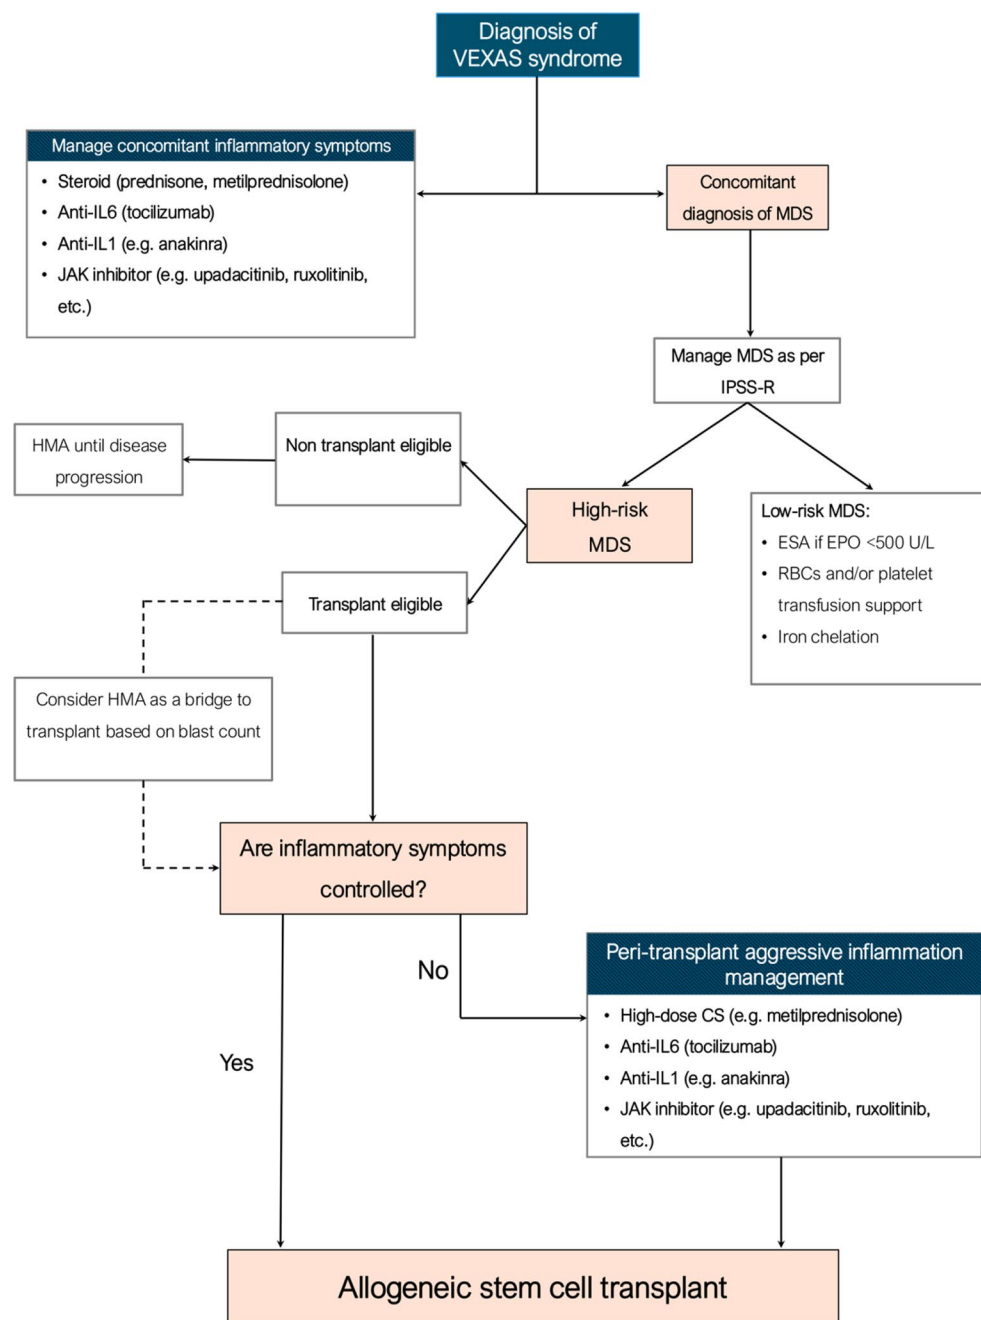 Diagnosis of
VEXAS syndrome
Manage concomitant inflammatory symptoms
• Steroid (prednisone, metilprednisolone)
• Anti-IL6 (tocilizumab)
• Anti-IL1 (e.g. anakinra)
• JAK inhibitor (e.g. upadacitinib, ruxolitinib,
etc.)
Concomitant
diagnosis of MDS
Manage MDS as per
IPSS-R
Non transplant eligible
HMA until disease
progression
High-risk
MDS
Low-risk MDS:
• ESA if EPO <500 U/L
• RBCs and/or platelet
transfusion support
• Iron chelation
Transplant eligible
Consider HMA as a bridge to
transplant based on blast count
Are inflammatory symptoms
controlled?
No
Yes
Peri-transplant aggressive inflammation
management
• High-dose CS (e.g. metilprednisolone)
• Anti-IL6 (tocilizumab)
• Anti-IL1 (e.g. anakinra)
• JAK inhibitor (e.g. upadacitinib, ruxolitinib,
etc.)
Allogeneic stem cell transplant